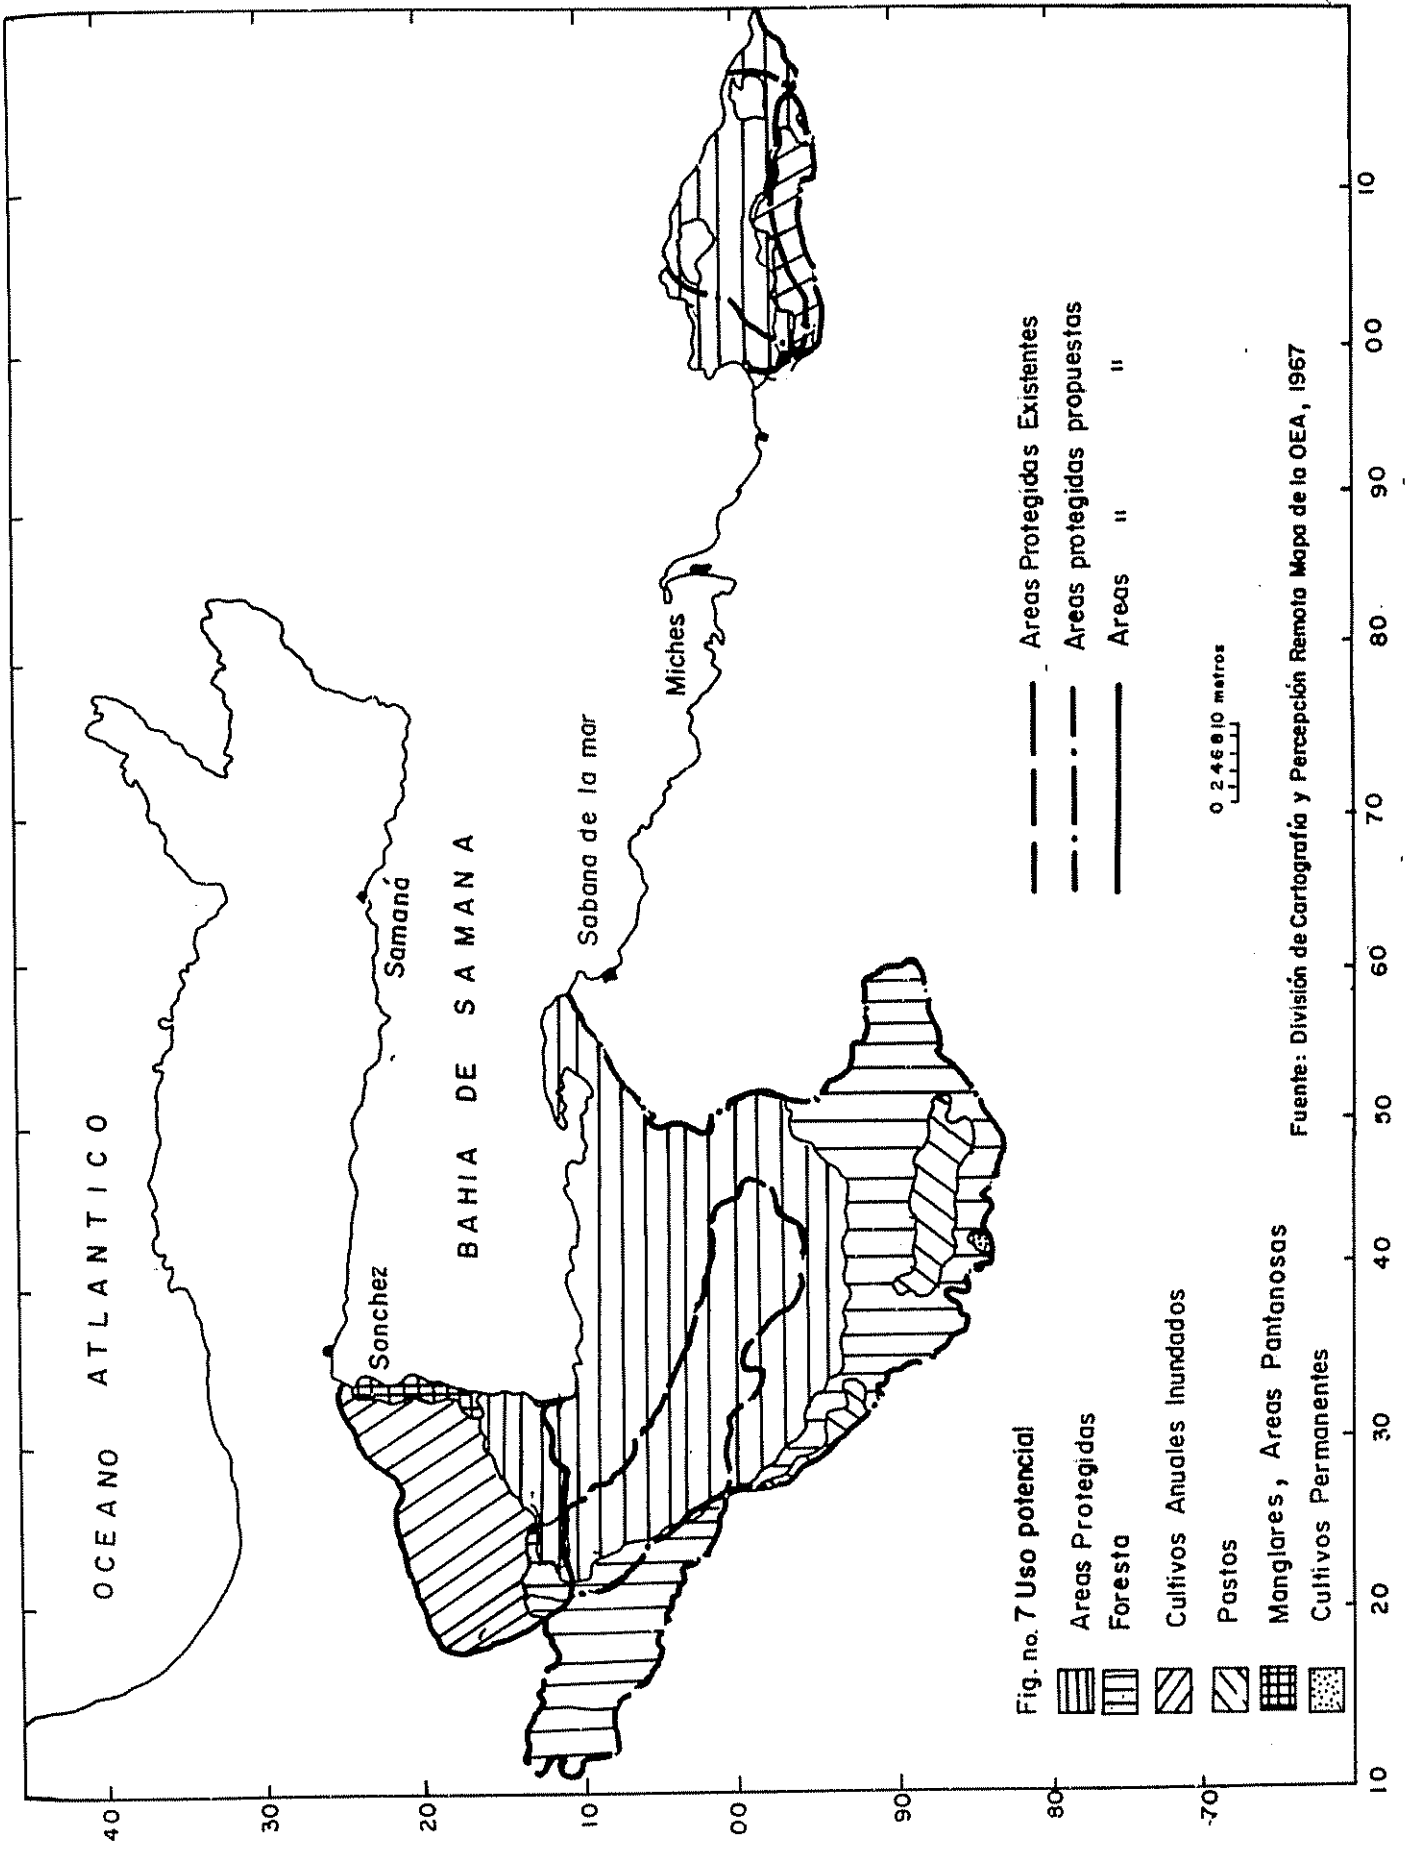 OCEANO ATLANTICO
Sanchez
Samaná
BAHIA DE SAMANA
Sabana de la mar
Miches
Fig. no. 7 Uso potencial
Areas Protegidas
Foresta
Cultivos Anuales Inundados
Pastos
Manglares, Areas Pantanosas
Cultivos Permanentes
Areas Protegidas Existentes
Areas protegidas propuestas
Areas " "
0 2 4 6 8 10 metros
Fuente: División de Cartografía y Percepción Remota Mapa de la OEA, 1967
40
30
20
10
00
90
80
-70
10 20 30 40 50 60 70 80 90 00 10